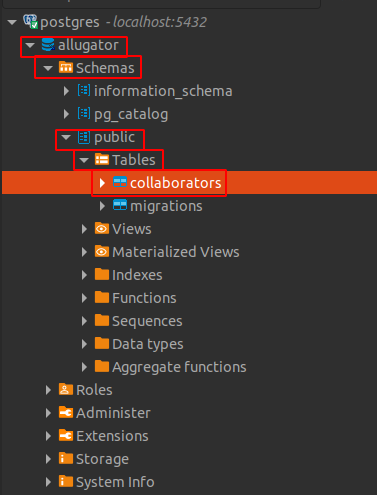 postgres - localhost:5432
allugator
Schemas
information_schema
pg_catalog
public
Tables
collaborators
migrations
Views
Materialized Views
Indexes
Functions
Sequences
Data types
Aggregate functions
Roles
Administer
Extensions
Storage
System Info